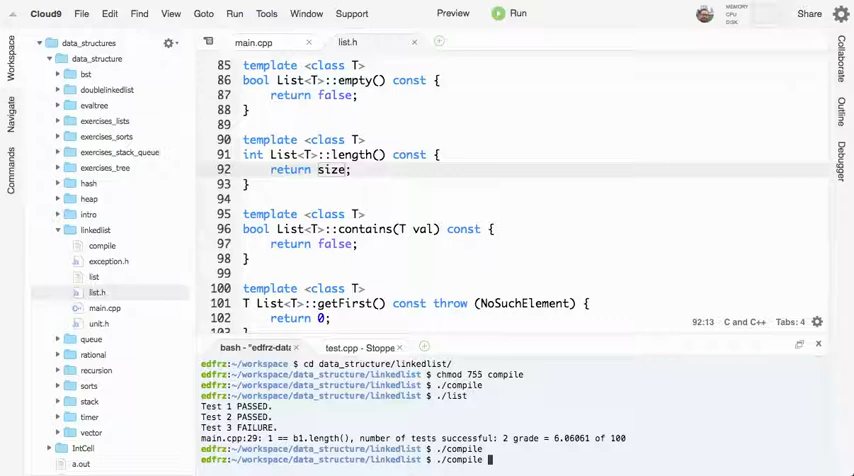 Cloud9 File Edit Find View Goto Run Tools Window Support Preview Run MEMORY CPU DISK Share
Workspace
Navigate
Commands
data_structures
data_structure
bst
doublelinkedlist
evaltree
exercises_lists
exercises_sorts
exercises_stack_queue
exercises_tree
hash
heap
intro
linkedlist
compile
exception.h
list
list.h
main.cpp
unit.h
queue
rational
recursion
sorts
stack
timer
vector
IntCell
a.out
main.cpp × list.h ×
85 template <class T>
86 bool List<T>::empty() const {
87 return false;
88 }
89
90 template <class T>
91 int List<T>::length() const {
92 return size;
93 }
94
95 template <class T>
96 bool List<T>::contains(T val) const {
97 return false;
98 }
99
100 template <class T>
101 T List<T>::getFirst() const throw (NoSuchElement) {
102 return 0;
103 }
92:13 C and C++ Tabs: 4
bash - "edfrz-data × test.cpp - Stoppe ×
edfrz:~/workspace $ cd data_structure/linkedlist/
edfrz:~/workspace/data_structure/linkedlist $ chmod 755 compile
edfrz:~/workspace/data_structure/linkedlist $ ./compile
edfrz:~/workspace/data_structure/linkedlist $ ./list
Test 1 PASSED.
Test 2 PASSED.
Test 3 FAILURE.
main.cpp:29: 1 == b1.length(), number of tests successful: 2 grade = 6.06061 of 100
edfrz:~/workspace/data_structure/linkedlist $ ./compile
edfrz:~/workspace/data_structure/linkedlist $ ./compile
Collaborate
Outline
Debugger